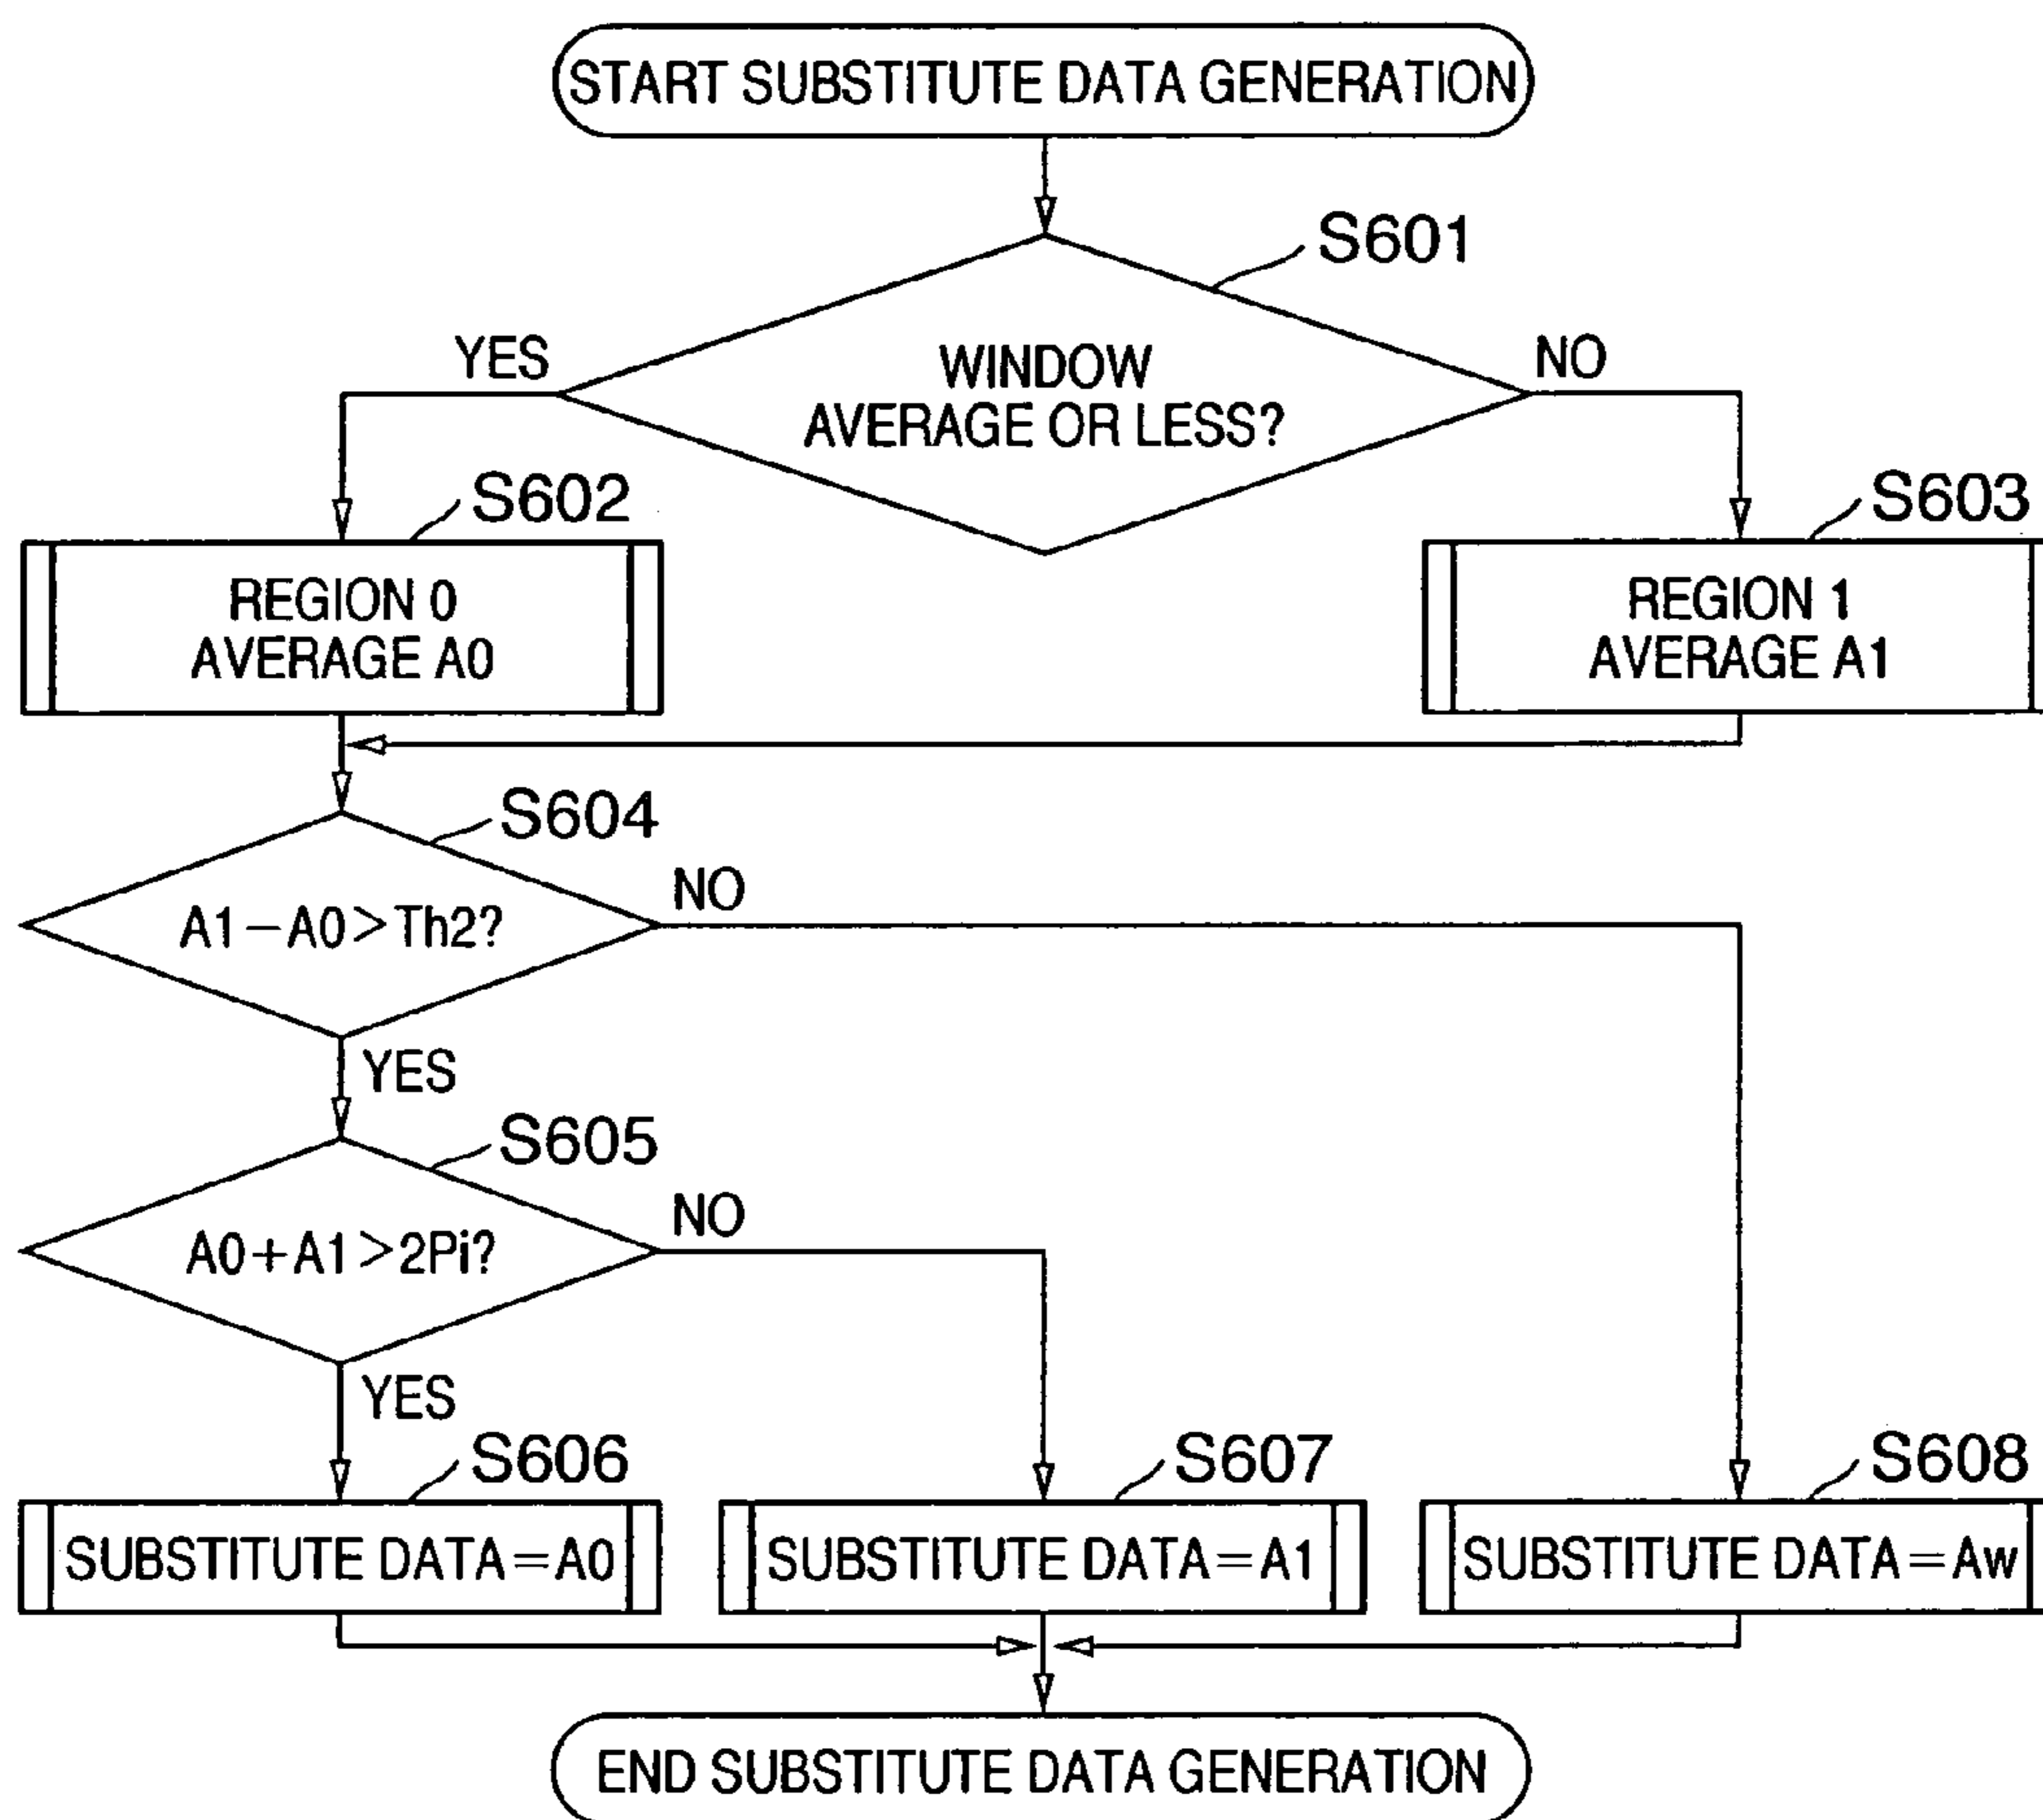 START SUBSTITUTE DATA GENERATION
S601
YES
NO
WINDOW
AVERAGE OR LESS?
S602
S603
REGION 0
AVERAGE A0
REGION 1
AVERAGE A1
S604
NO
A1-A0>Th2?
YES
S605
NO
A0+A1>2Pi?
YES
S606
S607
S608
SUBSTITUTE DATA=A0
SUBSTITUTE DATA=A1
SUBSTITUTE DATA=Aw
END SUBSTITUTE DATA GENERATION